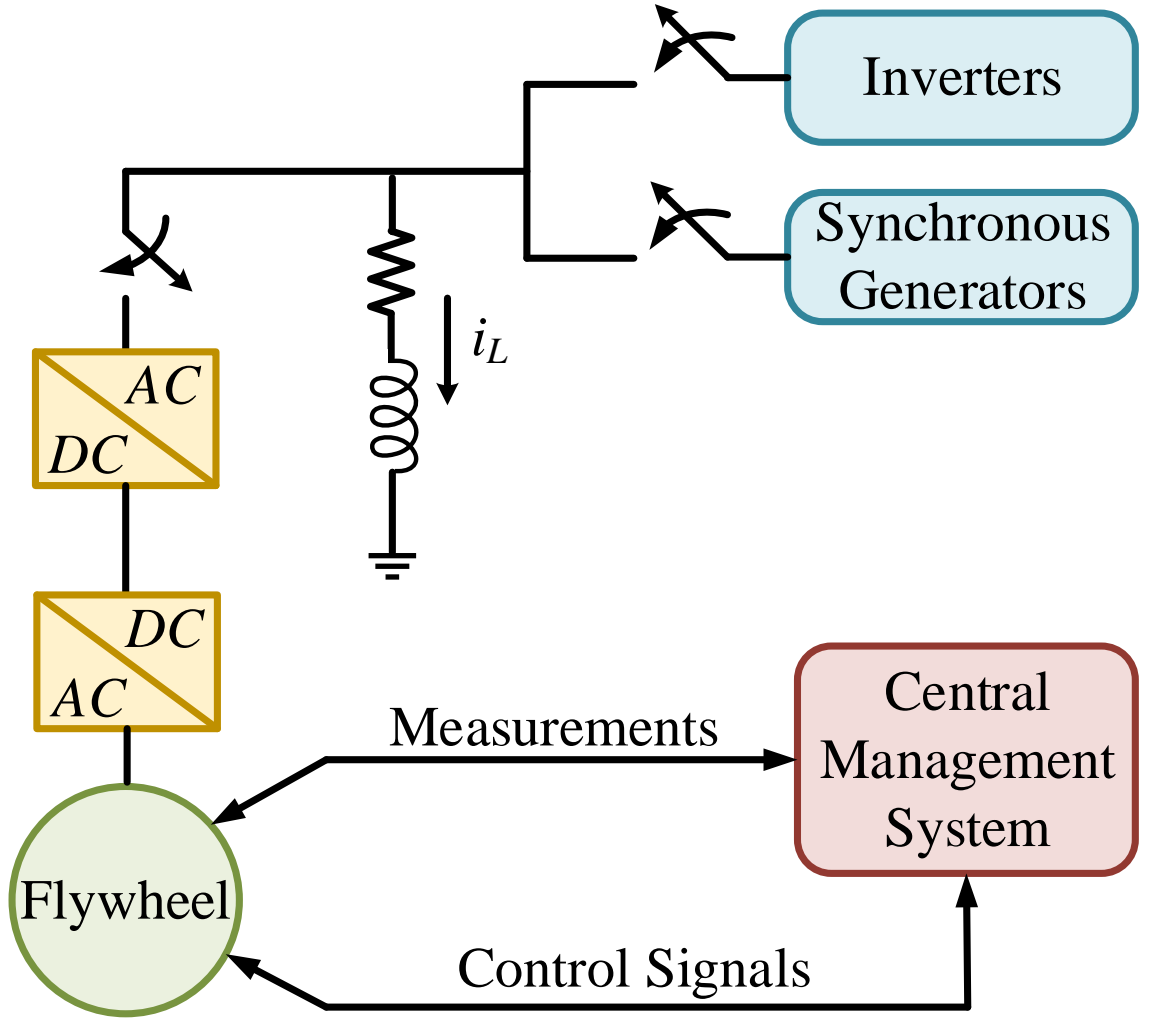 Inverters
Synchronous
Generators
i_L
AC
DC
DC
AC
Central
Management
System
Measurements
Flywheel
Control Signals